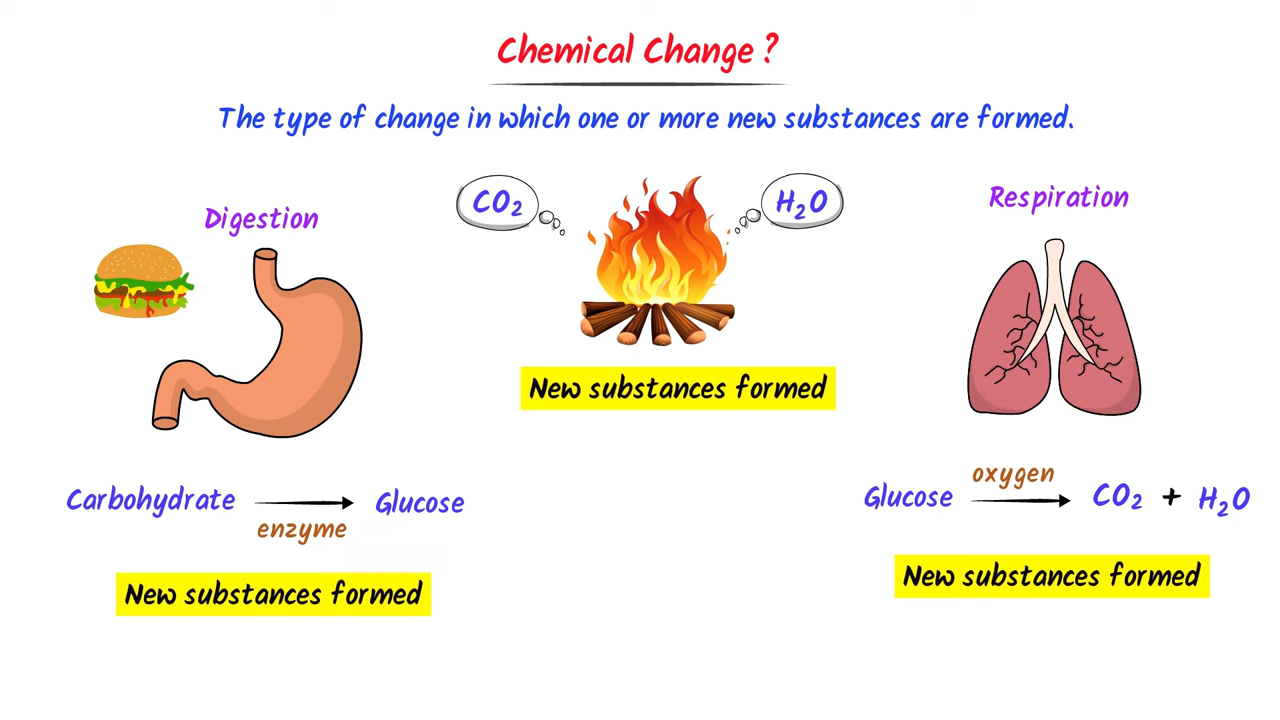 Chemical Change ?
The type of change in which one or more new substances are formed.
Digestion
Carbohydrate → Glucose
enzyme
New substances formed
CO₂
H₂O
New substances formed
Respiration
oxygen
Glucose → CO₂ + H₂O
New substances formed